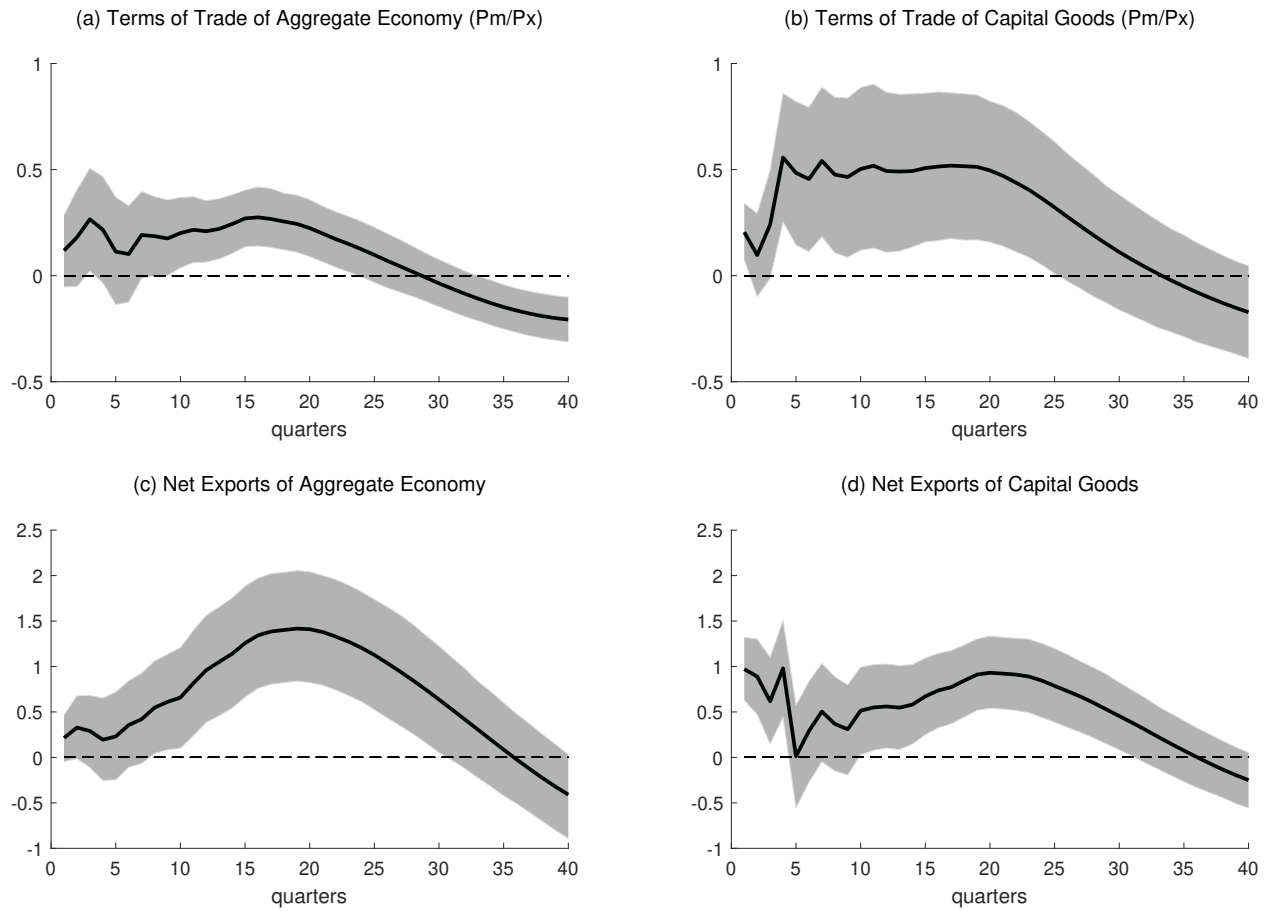 (a) Terms of Trade of Aggregate Economy (Pm/Px)
1
0.5
0
-0.5
0 5 10 15 20 25 30 35 40
quarters
(b) Terms of Trade of Capital Goods (Pm/Px)
1
0.5
0
-0.5
0 5 10 15 20 25 30 35 40
quarters
(c) Net Exports of Aggregate Economy
2.5
2
1.5
1
0.5
0
-0.5
-1
0 5 10 15 20 25 30 35 40
quarters
(d) Net Exports of Capital Goods
2.5
2
1.5
1
0.5
0
-0.5
-1
0 5 10 15 20 25 30 35 40
quarters